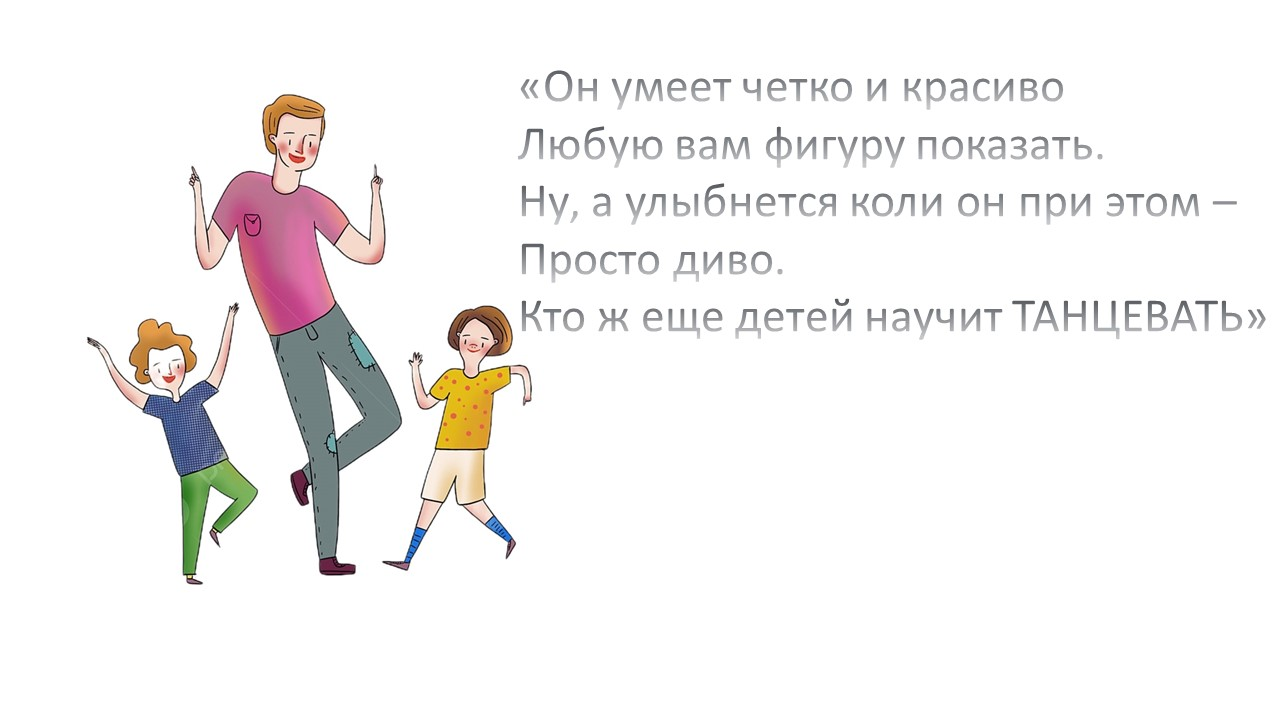 «Он умеет четко и красиво
Любую вам фигуру показать.
Ну, а улыбнется коли он при этом –
Просто диво.
Кто ж еще детей научит ТАНЦЕВАТЬ»